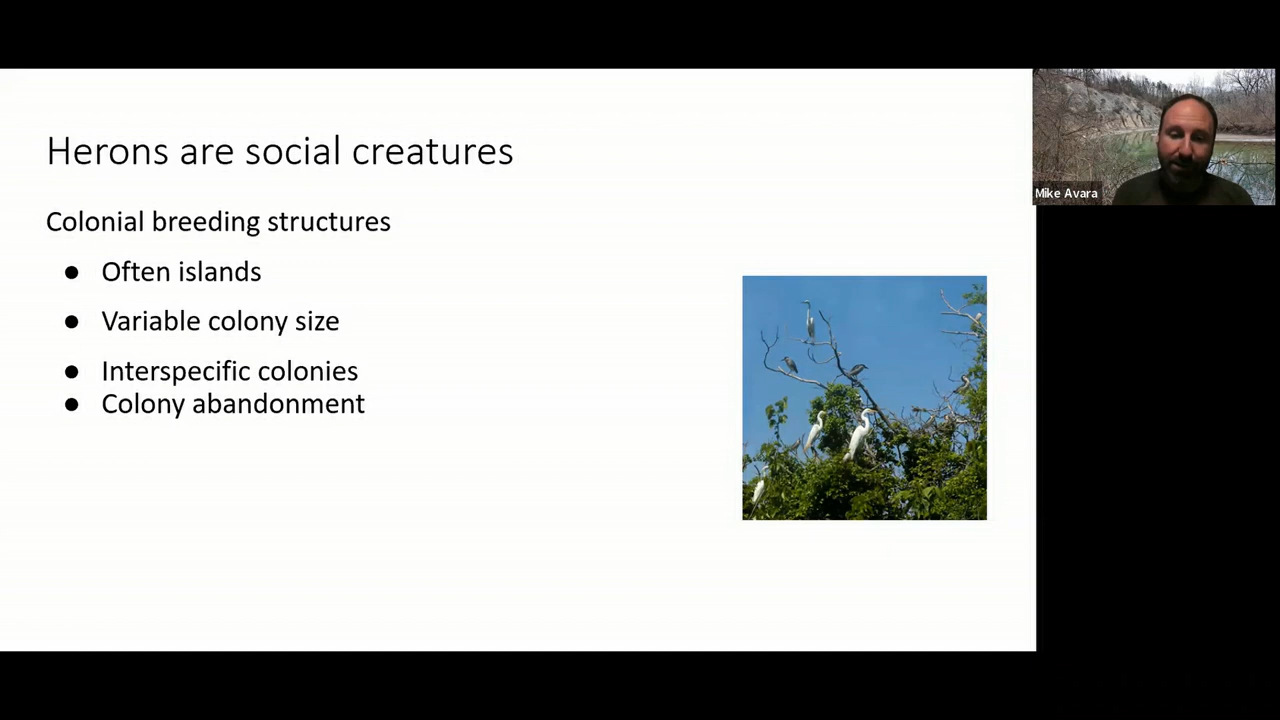 Herons are social creatures
Colonial breeding structures
● Often islands
● Variable colony size
● Interspecific colonies
● Colony abandonment
Mike Avara